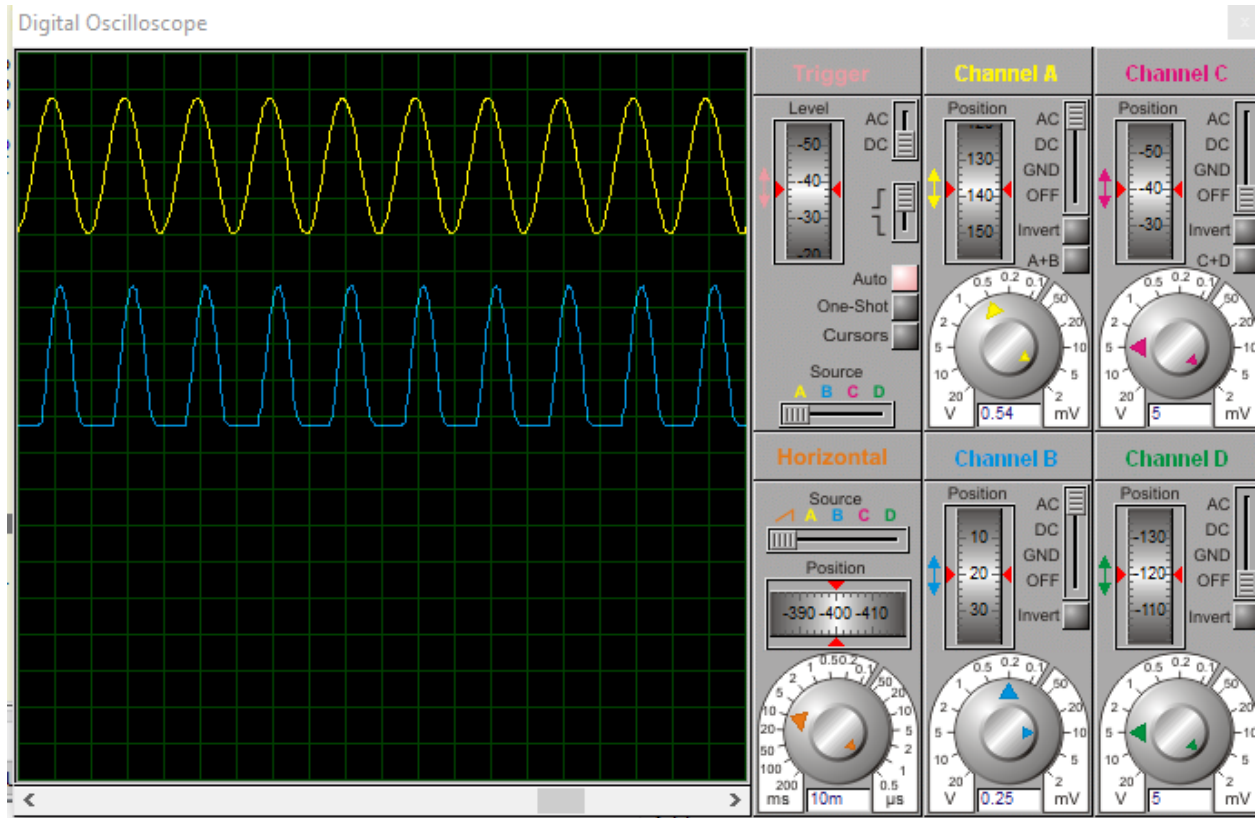 Digital Oscilloscope
Trigger
Level
-50
-40
-30
-20
AC
DC
Auto
One-Shot
Cursors
Source
A B C D
Channel A
Position
130
-140
150
AC
DC
GND
OFF
Invert
A+B
0.5 0.2 0.1
1 50
2 20
5 10
10 5
20 2
V 0.54 mV
Channel C
Position
-50
-40
-30
AC
DC
GND
OFF
Invert
C+D
0.5 0.2 0.1
1 50
2 20
5 10
10 5
20 2
V 5 mV
Horizontal
Source
A B C D
Position
-390 -400 -410
1 0.5 0.2 0.1
2 50
5 20
10 10
20 5
50 2
100 1
200 0.5
ms 10m µs
Channel B
Position
10
20
30
AC
DC
GND
OFF
Invert
0.5 0.2 0.1
1 50
2 20
5 10
10 5
20 2
V 0.25 mV
Channel D
Position
-130
-120
-110
AC
DC
GND
OFF
Invert
0.5 0.2 0.1
1 50
2 20
5 10
10 5
20 2
V 5 mV